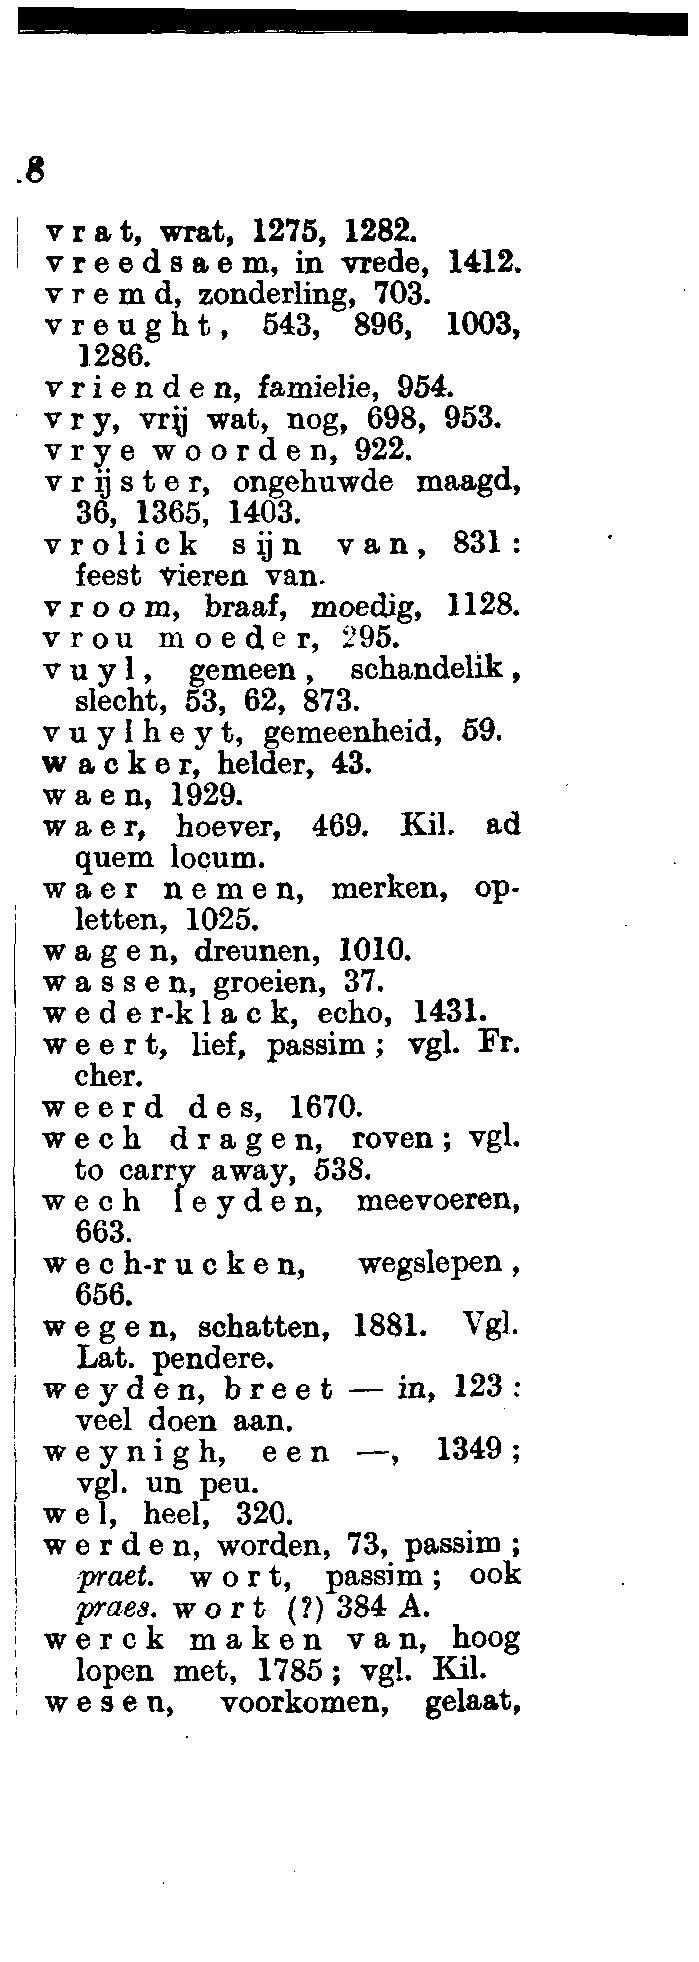 .8
vrat, wrat, 1275, 1282.
vreedsaem, in vrede, 1412.
vremd, zonderling, 703.
vreught, 543, 896, 1003,
1286.
vrienden, famielie, 954.
vry, vrij wat, nog, 698, 953.
vrye woorden, 922.
vrijster, ongehuwde maagd,
36, 1365, 1403.
vrolick sijn van, 831:
feest vieren van.
vroom, braaf, moedig, 1128.
vrou moeder, 295.
vuyl, gemeen, schandelik,
slecht, 53, 62, 873.
vuylheyt, gemeenheid, 59.
wacker, helder, 43.
waen, 1929.
waer, hoever, 469. Kil. ad
quem locum.
waer nemen, merken, op-
letten, 1025.
wagen, dreunen, 1010.
wassen, groeien, 37.
weder-klack, echo, 1431.
weert, lief, passim; vgl. Fr.
cher.
weerd des, 1670.
wech dragen, roven; vgl.
to carry away, 538.
wech leyden, meevoeren,
663.
wech-rucken, wegslepen,
656.
wegen, schatten, 1881. Vgl.
Lat. pendere.
weyden, breet — in, 123:
veel doen aan.
weynigh, een —, 1349;
vgl. un peu.
wel, heel, 320.
werden, worden, 73, passim;
praet. wort, passim; ook
praes. wort (?) 384 A.
werck maken van, hoog
lopen met, 1785; vgl. Kil.
wesen, voorkomen, gelaat,